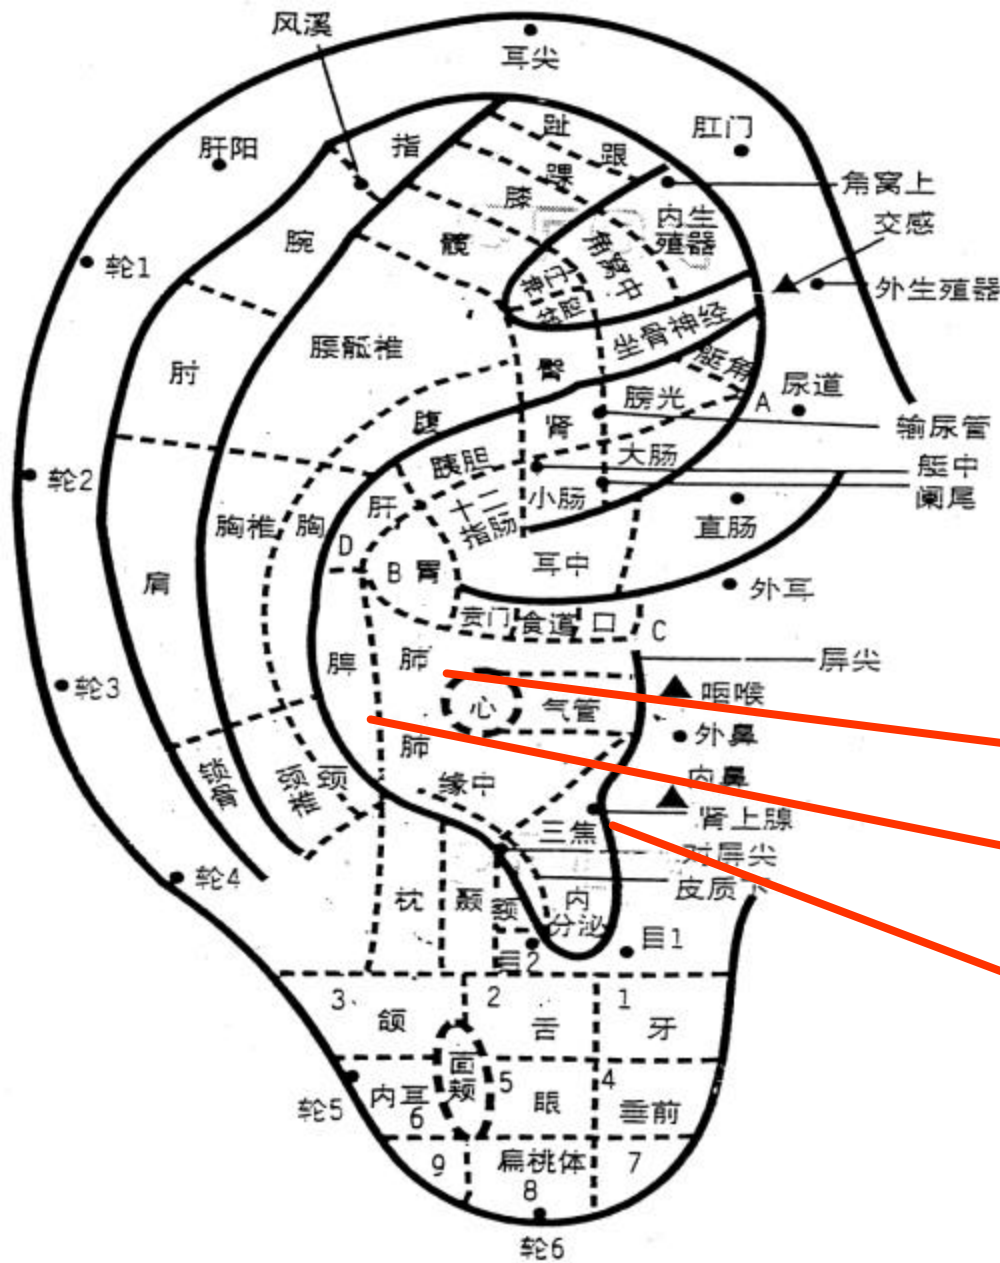 风溪
耳尖
肝阳
指
趾
跟
肛门
踝
膝
角窝上
内生
殖器
交感
腕
髋
角窝中
轮1
神门
盆腔
外生殖器
坐骨神经
腰骶椎
臀
艇角
肘
尿道
膀光
A
腹
肾
输尿管
胰胆
大肠
艇中
轮2
肝
十二
指肠
小肠
阑尾
胸椎
胸
直肠
D
B
胃
耳中
肩
外耳
贲门
食道
口
C
脾
肺
屏尖
轮3
心
气管
咽喉
肺
外鼻
锁骨
颈椎
颈
缘中
内鼻
肾上腺
三焦
对屏尖
轮4
枕
颞
额
内
分泌
皮质下
目2
目1
3
2
1
颌
舌
牙
面
颊
5
4
内耳
6
眼
垂前
轮5
9
扁桃体
7
8
轮6